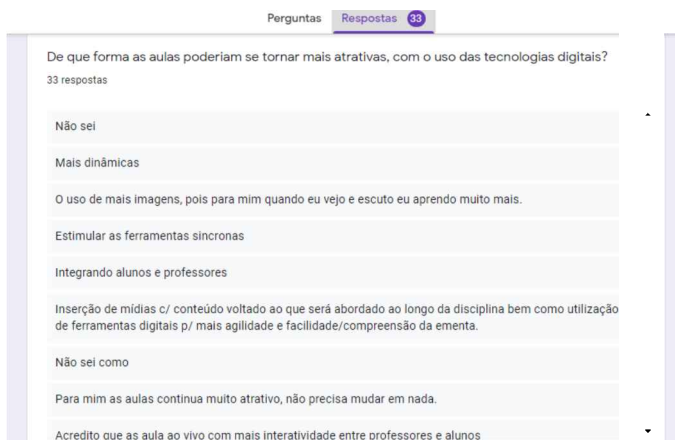 Perguntas Respostas 33
De que forma as aulas poderiam se tornar mais atrativas, com o uso das tecnologias digitais?
33 respostas
Não sei
Mais dinâmicas
O uso de mais imagens, pois para mim quando eu vejo e escuto eu aprendo muito mais.
Estimular as ferramentas sincronas
Integrando alunos e professores
Inserção de mídias c/ conteúdo voltado ao que será abordado ao longo da disciplina bem como utilização
de ferramentas digitais p/ mais agilidade e facilidade/compreensão da ementa.
Não sei como
Para mim as aulas continua muito atrativo, não precisa mudar em nada.
Acredito que as aula ao vivo com mais interatividade entre professores e alunos